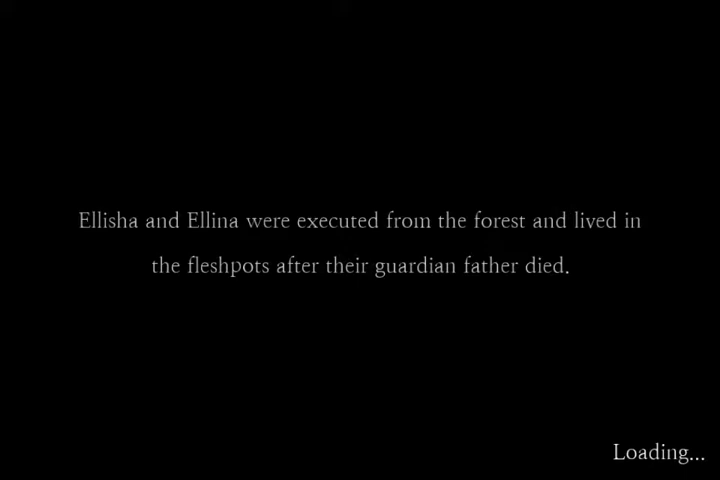 Ellisha and Ellina were executed from the forest and lived in
the fleshpots after their guardian father died.
Loading...